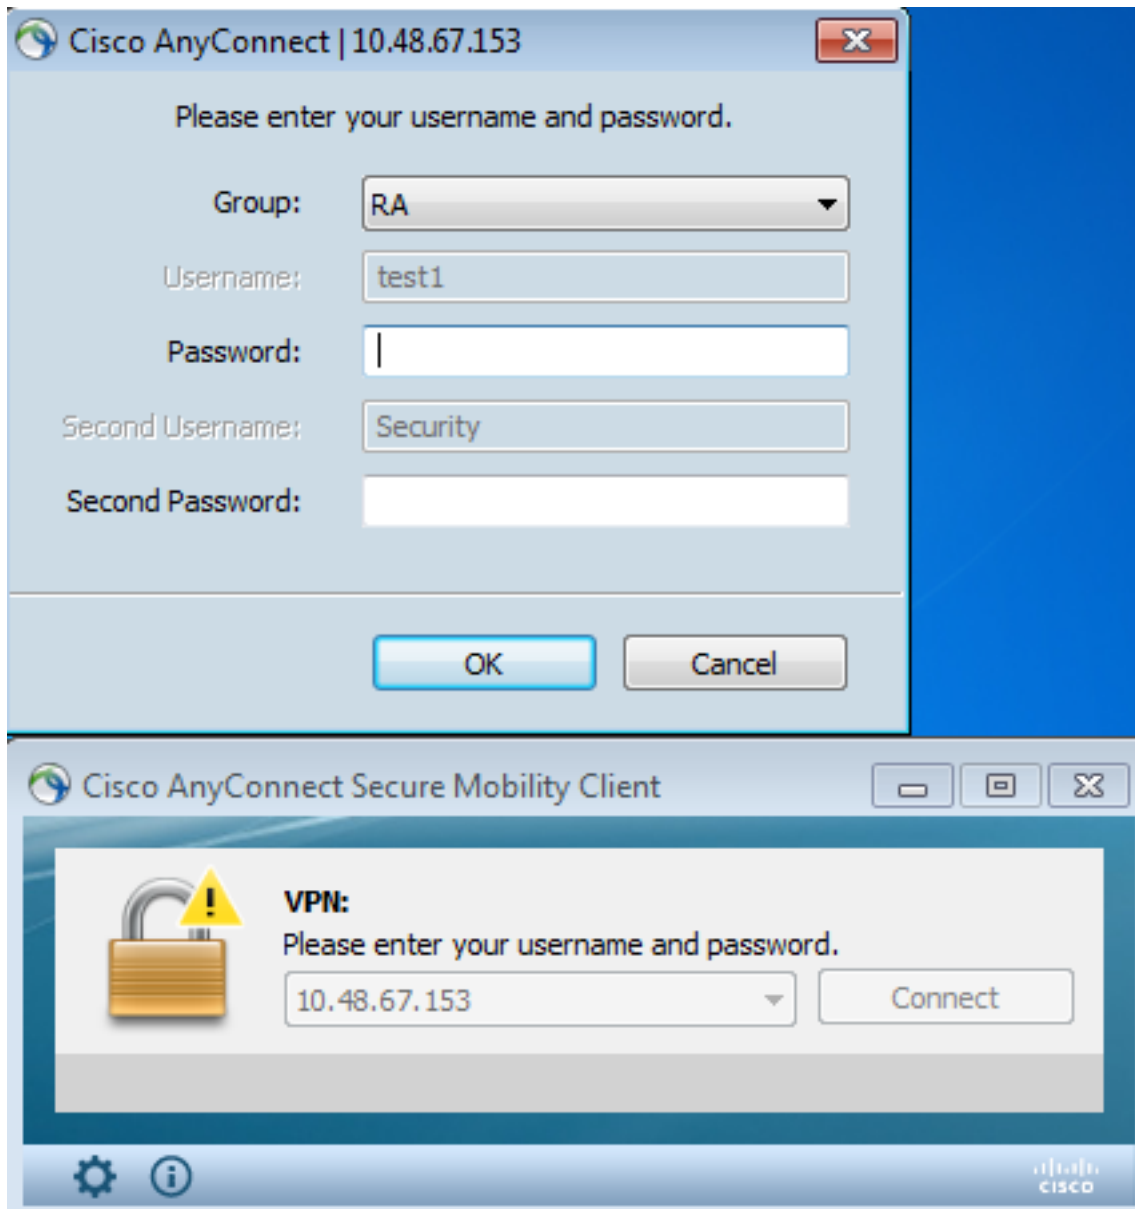 Cisco AnyConnect | 10.48.67.153
Please enter your username and password.
Group: RA
Username: test1
Password:
Second Username: Security
Second Password:
OK Cancel
Cisco AnyConnect Secure Mobility Client
VPN:
Please enter your username and password.
10.48.67.153 Connect
CISCO